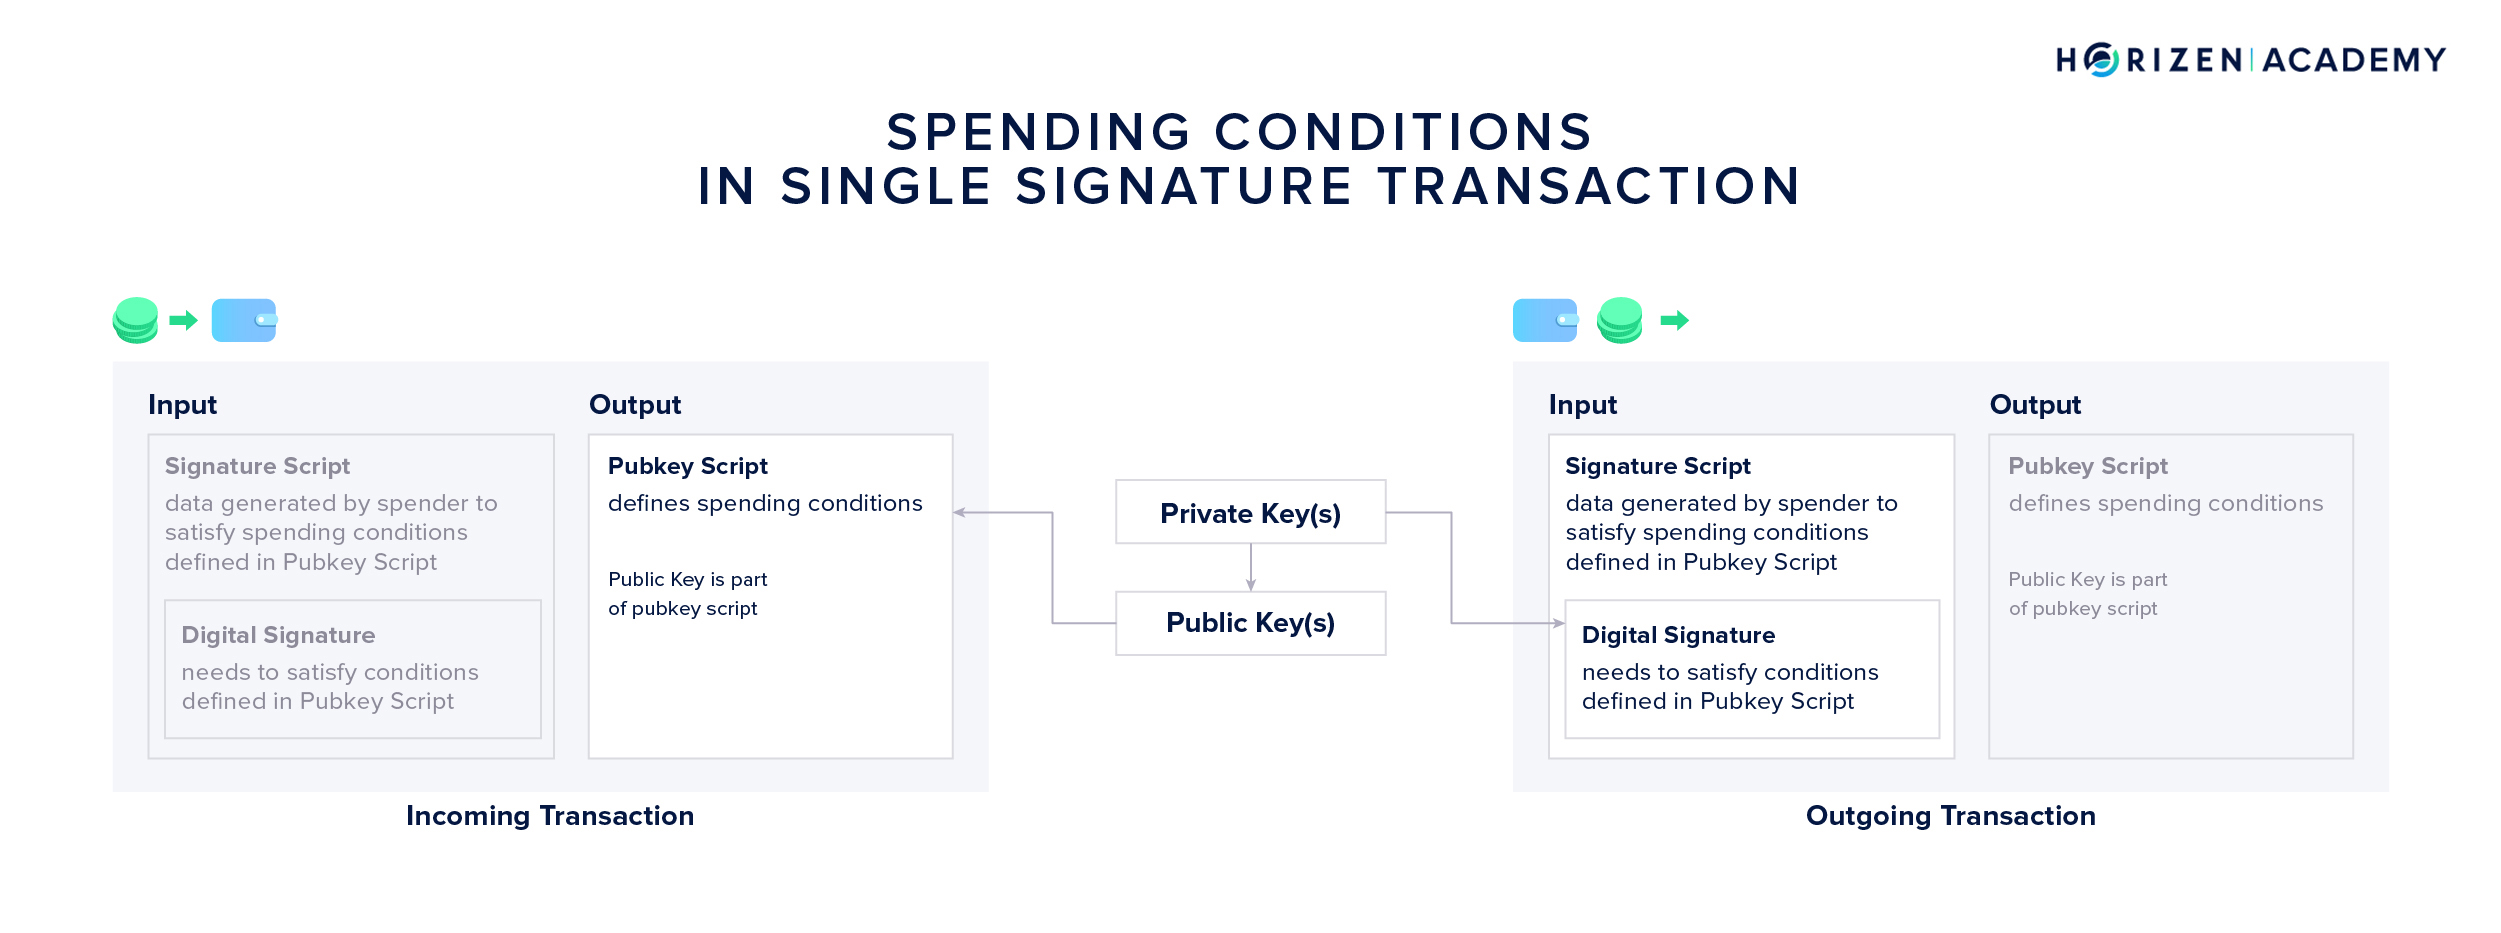 HORIZEN ACADEMY
SPENDING CONDITIONS
IN SINGLE SIGNATURE TRANSACTION
Input
Signature Script
data generated by spender to
satisfy spending conditions
defined in Pubkey Script
Digital Signature
needs to satisfy conditions
defined in Pubkey Script
Output
Pubkey Script
defines spending conditions
Public Key is part
of pubkey script
Incoming Transaction
Private Key(s)
Public Key(s)
Input
Signature Script
data generated by spender to
satisfy spending conditions
defined in Pubkey Script
Digital Signature
needs to satisfy conditions
defined in Pubkey Script
Output
Pubkey Script
defines spending conditions
Public Key is part
of pubkey script
Outgoing Transaction